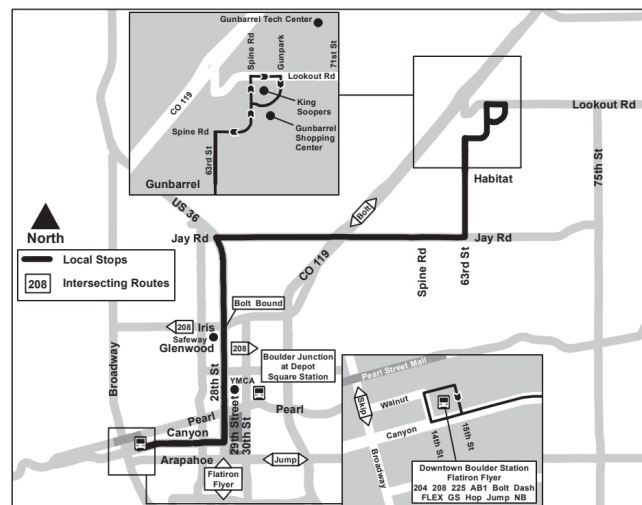 Gunbarrel Tech Center
Spine Rd
Gunpark
71st St
Lookout Rd
CO 119
King
Soopers
Spine Rd
Gunbarrel
Shopping
Center
63rd St
Gunbarrel
Lookout Rd
Habitat
75th St
US 36
North
Local Stops
208 Intersecting Routes
Bolt
Jay Rd
CO 119
Spine Rd
63rd St
Jay Rd
Bolt Bound
208 Iris
Safeway
Glenwood
208
Boulder Junction
at Depot
Square Station
Broadway
28th St
YMCA
29th Street
30th St
Pearl
Pearl
Canyon
Arapahoe
Jump
Flatiron
Flyer
Pearl Street Mall
Skip
Walnut
Canyon
Broadway
14th St
15th St
Downtown Boulder Station
Flatiron Flyer
204 208 225 AB1 Bolt Dash
FLEX GS Hop Jump NB